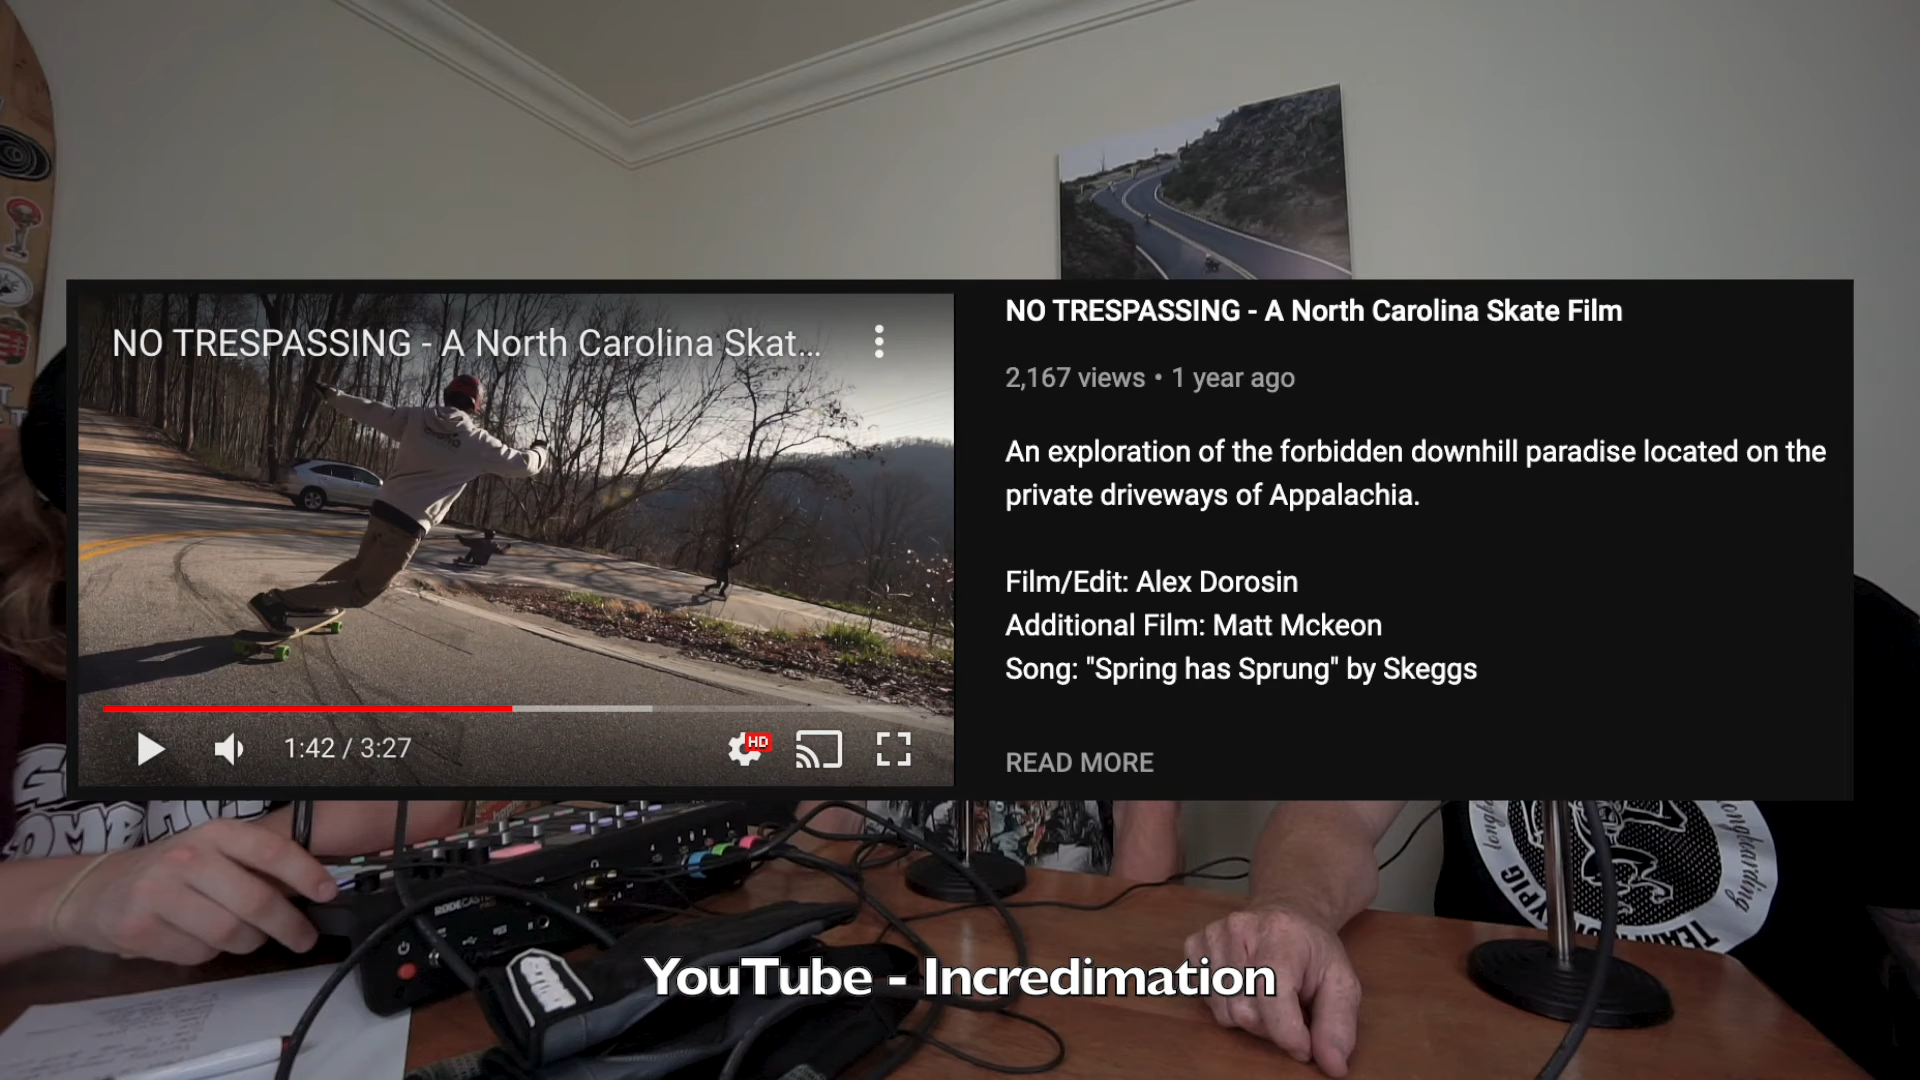 NO TRESPASSING - A North Carolina Skat...
1:42 / 3:27
HD
NO TRESPASSING - A North Carolina Skate Film
2,167 views • 1 year ago
An exploration of the forbidden downhill paradise located on the
private driveways of Appalachia.
Film/Edit: Alex Dorosin
Additional Film: Matt Mckeon
Song: "Spring has Sprung" by Skeggs
READ MORE
YouTube - Incredimation